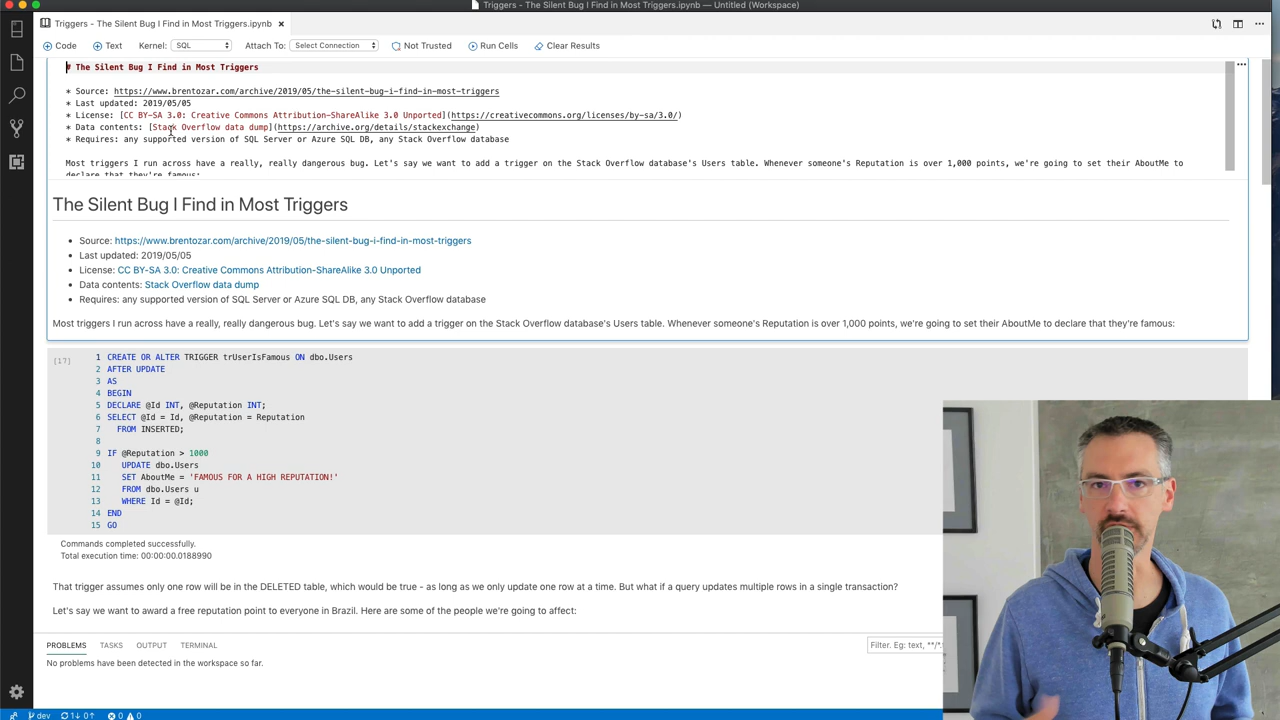 Triggers - The Silent Bug I Find in Most Triggers.ipynb — Untitled (Workspace)
Triggers - The Silent Bug I Find in Most Triggers.ipynb ×
Code Text Kernel: SQL Attach To: Select Connection Not Trusted Run Cells Clear Results
# The Silent Bug I Find in Most Triggers
* Source: https://www.brentozar.com/archive/2019/05/the-silent-bug-i-find-in-most-triggers
* Last updated: 2019/05/05
* License: [CC BY-SA 3.0: Creative Commons Attribution-ShareAlike 3.0 Unported](https://creativecommons.org/licenses/by-sa/3.0/)
* Data contents: [Stack Overflow data dump](https://archive.org/details/stackexchange)
* Requires: any supported version of SQL Server or Azure SQL DB, any Stack Overflow database
Most triggers I run across have a really, really dangerous bug. Let's say we want to add a trigger on the Stack Overflow database's Users table. Whenever someone's Reputation is over 1,000 points, we're going to set their AboutMe to
declare that they're famous:
The Silent Bug I Find in Most Triggers
• Source: https://www.brentozar.com/archive/2019/05/the-silent-bug-i-find-in-most-triggers
• Last updated: 2019/05/05
• License: CC BY-SA 3.0: Creative Commons Attribution-ShareAlike 3.0 Unported
• Data contents: Stack Overflow data dump
• Requires: any supported version of SQL Server or Azure SQL DB, any Stack Overflow database
Most triggers I run across have a really, really dangerous bug. Let's say we want to add a trigger on the Stack Overflow database's Users table. Whenever someone's Reputation is over 1,000 points, we're going to set their AboutMe to declare that they're famous:
[17] 1 CREATE OR ALTER TRIGGER trUserIsFamous ON dbo.Users
2 AFTER UPDATE
3 AS
4 BEGIN
5 DECLARE @Id INT, @Reputation INT;
6 SELECT @Id = Id, @Reputation = Reputation
7 FROM INSERTED;
8
9 IF @Reputation > 1000
10 UPDATE dbo.Users
11 SET AboutMe = 'FAMOUS FOR A HIGH REPUTATION!'
12 FROM dbo.Users u
13 WHERE Id = @Id;
14 END
15 GO
Commands completed successfully.
Total execution time: 00:00:00.0188990
That trigger assumes only one row will be in the DELETED table, which would be true - as long as we only update one row at a time. But what if a query updates multiple rows in a single transaction?
Let's say we want to award a free reputation point to everyone in Brazil. Here are some of the people we're going to affect:
PROBLEMS TASKS OUTPUT TERMINAL Filter. Eg: text, **/*.
No problems have been detected in the workspace so far.
dev 1↓ 0↑ 0 0